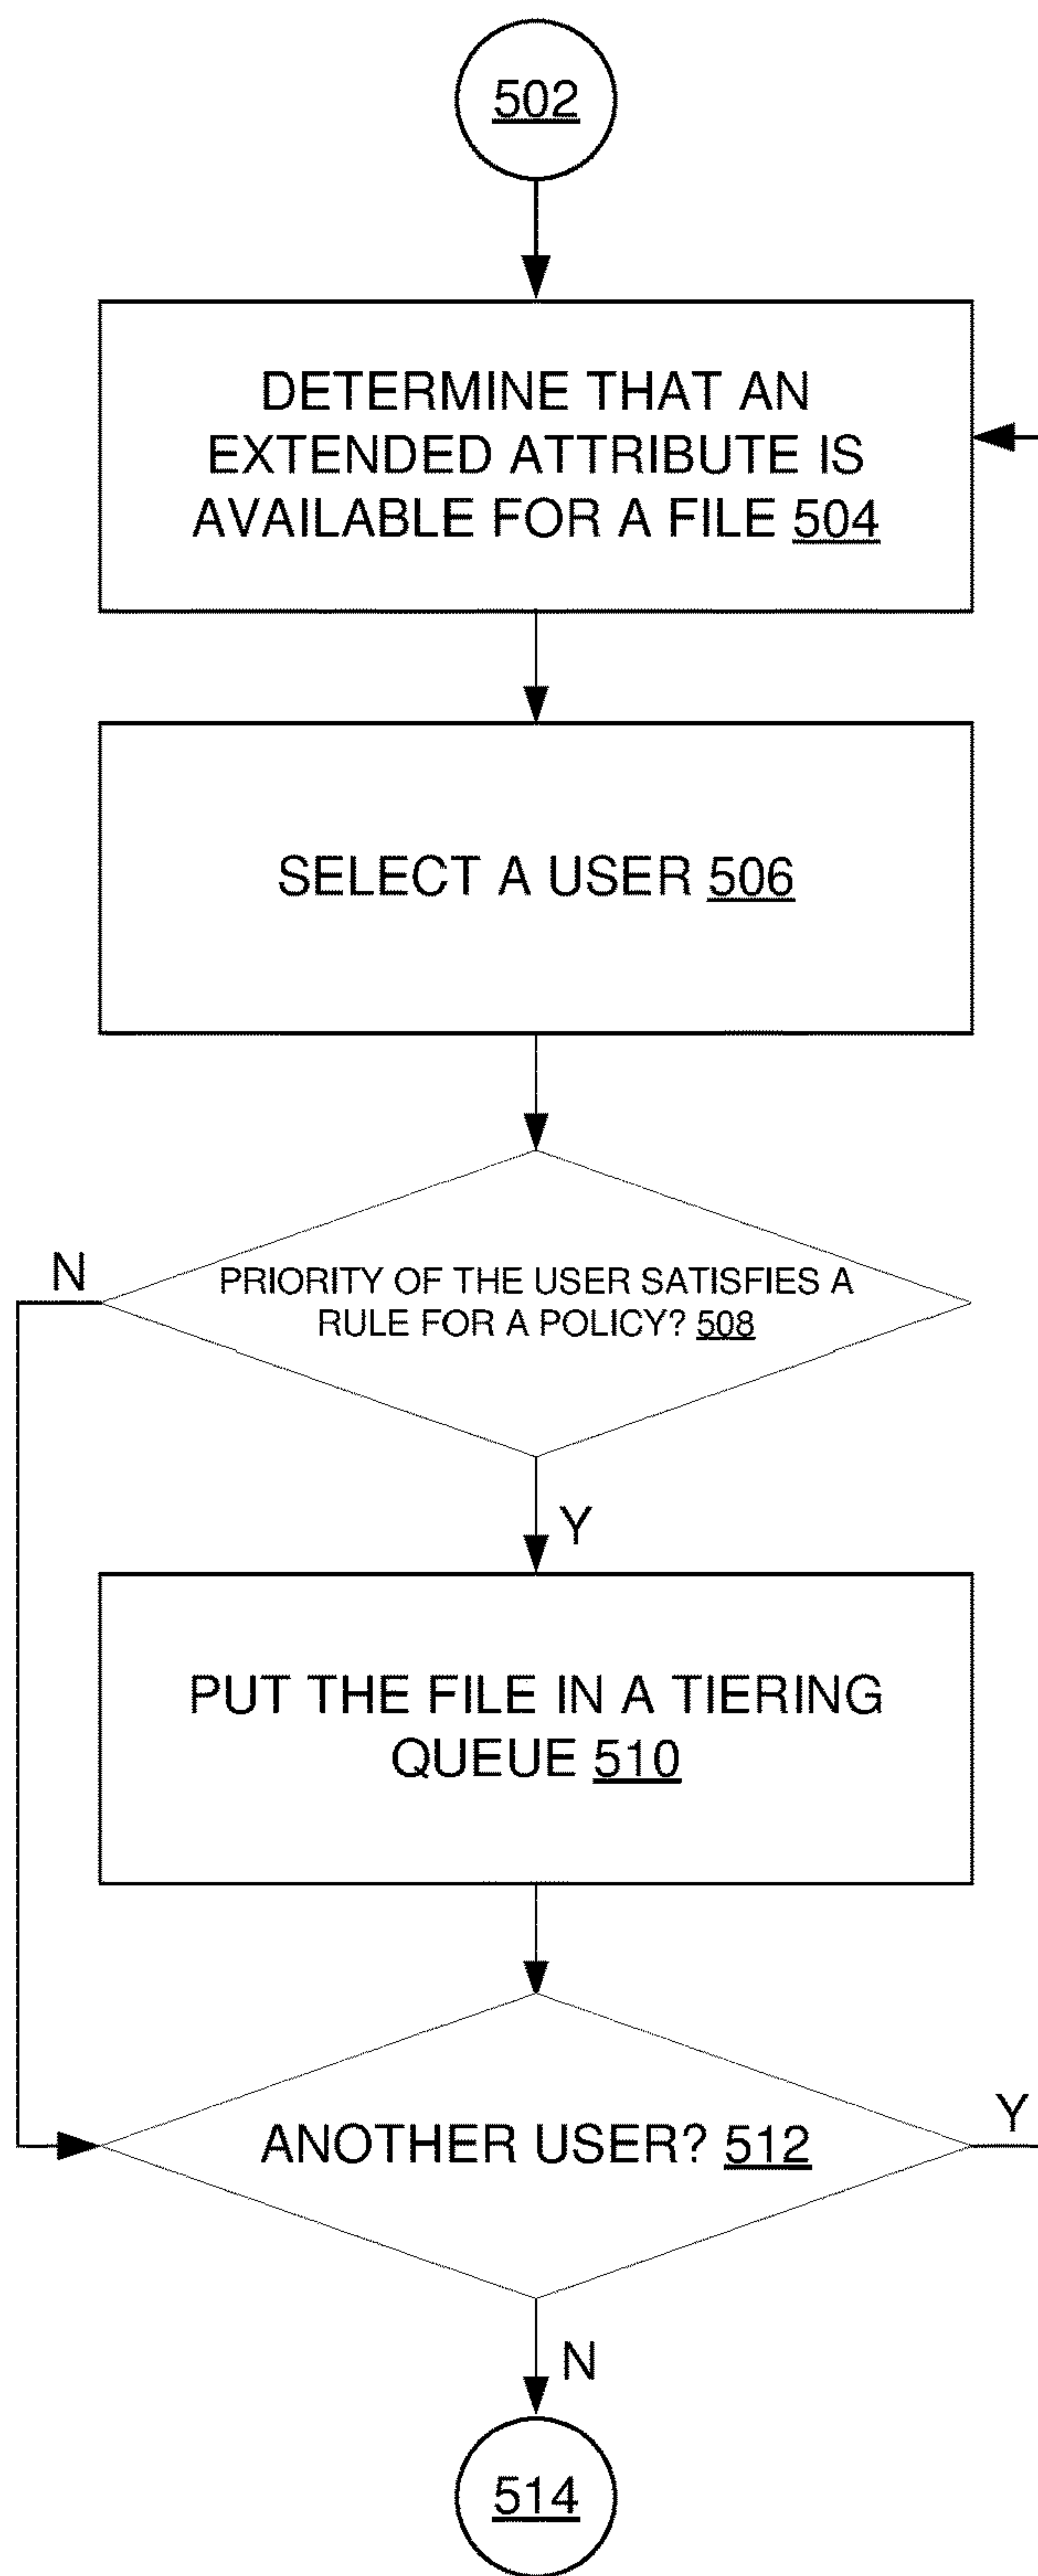 502
DETERMINE THAT AN
EXTENDED ATTRIBUTE IS
AVAILABLE FOR A FILE 504
SELECT A USER 506
N
PRIORITY OF THE USER SATISFIES A
RULE FOR A POLICY? 508
Y
PUT THE FILE IN A TIERING
QUEUE 510
ANOTHER USER? 512
Y
N
514